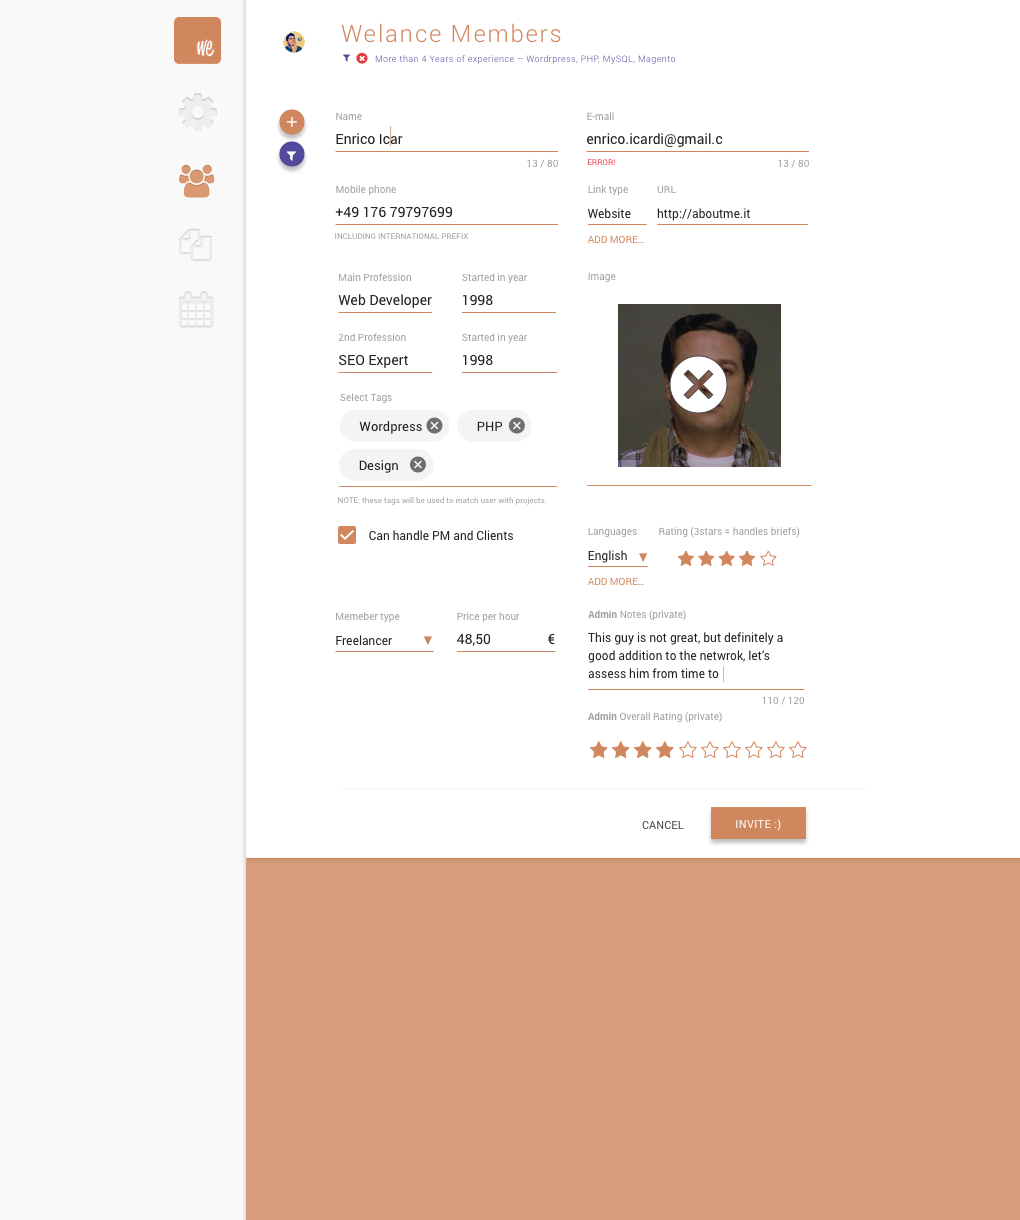 we
Welance Members
More than 4 Years of experience – Wordrpress, PHP, MySQL, Magento
Name
E-mail
Enrico Icar
enrico.icardi@gmail.c
13 / 80
ERROR!
13 / 80
Mobile phone
Link type
URL
+49 176 79797699
Website
http://aboutme.it
INCLUDING INTERNATIONAL PREFIX
ADD MORE...
Main Profession
Started in year
Image
Web Developer
1998
2nd Profession
Started in year
SEO Expert
1998
Select Tags
Wordpress
PHP
Design
NOTE: these tags will be used to match user with projects.
Can handle PM and Clients
Languages
Rating (3stars = handles briefs)
English
ADD MORE...
Memeber type
Price per hour
Freelancer
48,50 €
Admin Notes (private)
This guy is not great, but definitely a
good addition to the netwrok, let's
assess him from time to
110 / 120
Admin Overall Rating (private)
CANCEL
INVITE :)